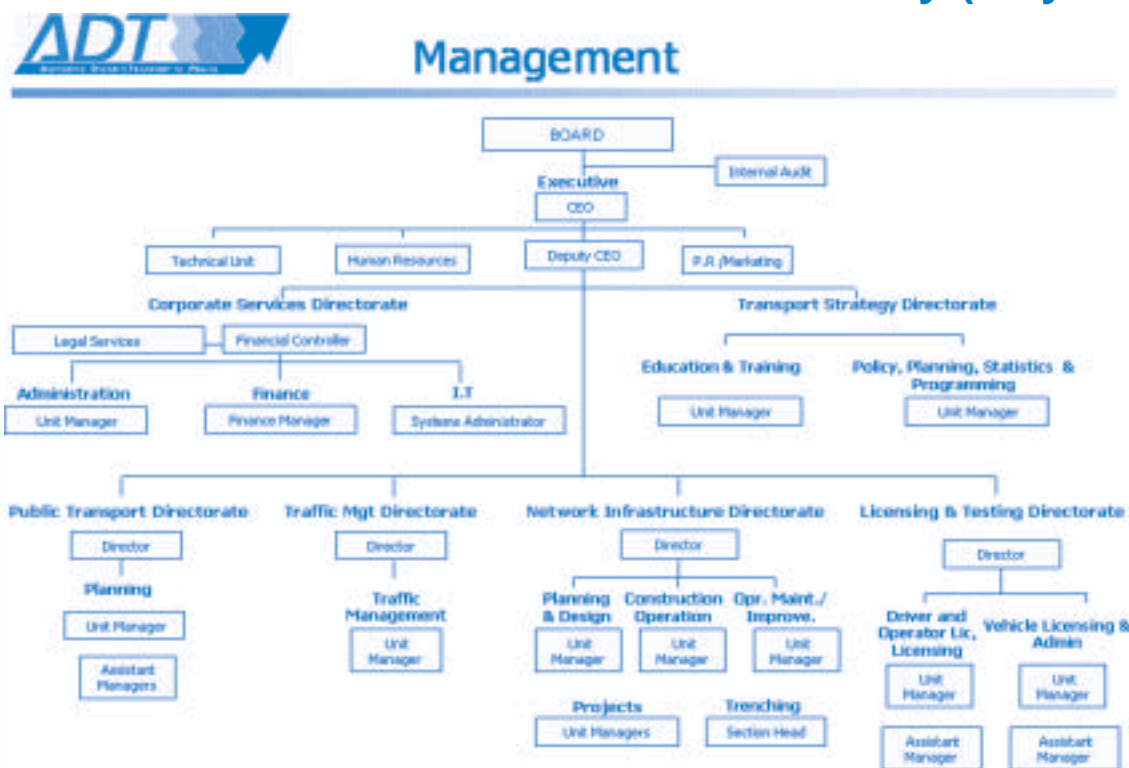 ADT
Management
BOARD
Internal Audit
Executive
CEO
Technical Unit
Human Resources
Deputy CEO
P.R /Marketing
Corporate Services Directorate
Transport Strategy Directorate
Legal Services
Financial Controller
Education & Training
Policy, Planning, Statistics &
Programming
Administration
Finance
I.T
Unit Manager
Finance Manager
Systems Administrator
Unit Manager
Unit Manager
Public Transport Directorate
Traffic Mgt Directorate
Network Infrastructure Directorate
Licensing & Testing Directorate
Director
Director
Director
Director
Planning
Unit Manager
Assistant
Managers
Traffic
Management
Unit
Manager
Planning
& Design
Unit
Manager
Construction
Operation
Unit
Manager
Opr. Maint./
Improve.
Unit
Manager
Projects
Unit Managers
Trenching
Section Head
Driver and
Operator Lic,
Licensing
Unit
Manager
Assistant
Manager
Vehicle Licensing &
Admin
Unit
Manager
Assistant
Manager